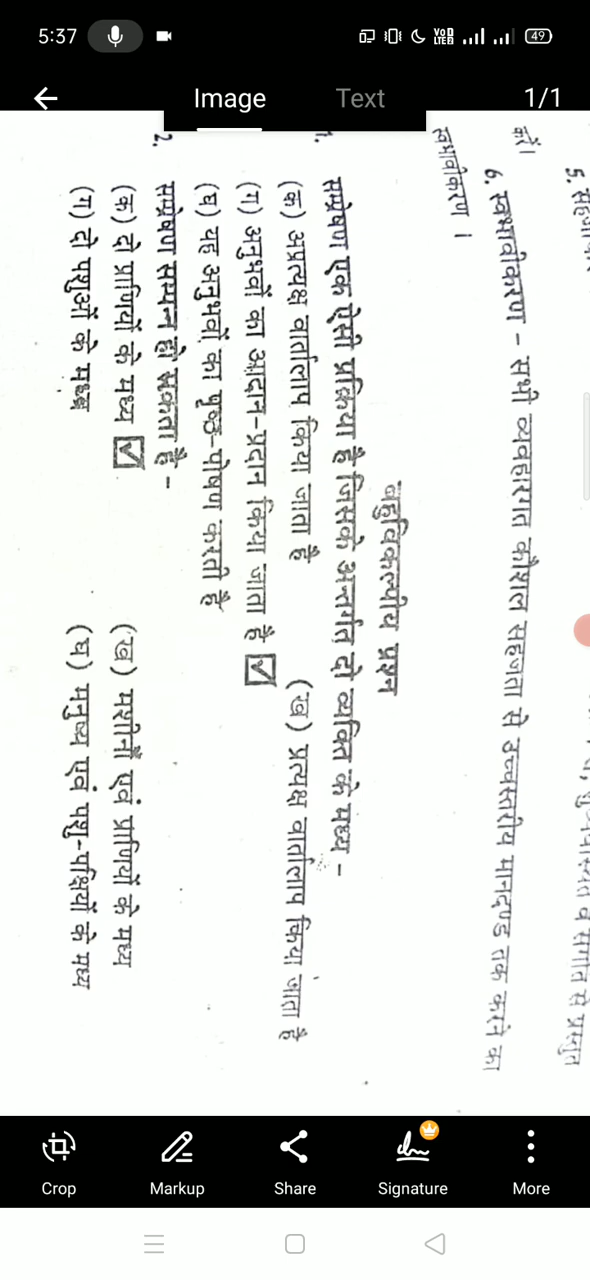 5:37
VoD LTE2
49
Image
Text
1/1
करें।
6. स्वभावीकरण – सभी व्यवहारगत कौशल सहजता से उच्चस्तरीय मानदण्ड तक करने का
स्वभावीकरण ।
बहुविकल्पीय प्रश्न
1. सम्प्रेषण एक ऐसी प्रक्रिया है जिसके अन्तर्गत दो व्यक्ति के मध्य –
(क) अप्रत्यक्ष वार्तालाप किया जाता है (ख) प्रत्यक्ष वार्तालाप किया जाता है
(ग) अनुभवों का आदान-प्रदान किया जाता है ☑
(घ) यह अनुभवों का पृष्ठ-पोषण करती है
2. सम्प्रेषण सम्पन्न हो सकता है –
(क) दो प्राणियों के मध्य ☑ (ख) मशीनों एवं प्राणियों के मध्य
(ग) दो पशुओं के मध्य (घ) मनुष्य एवं पशु-पक्षियों के मध्य
Crop
Markup
Share
Signature
More